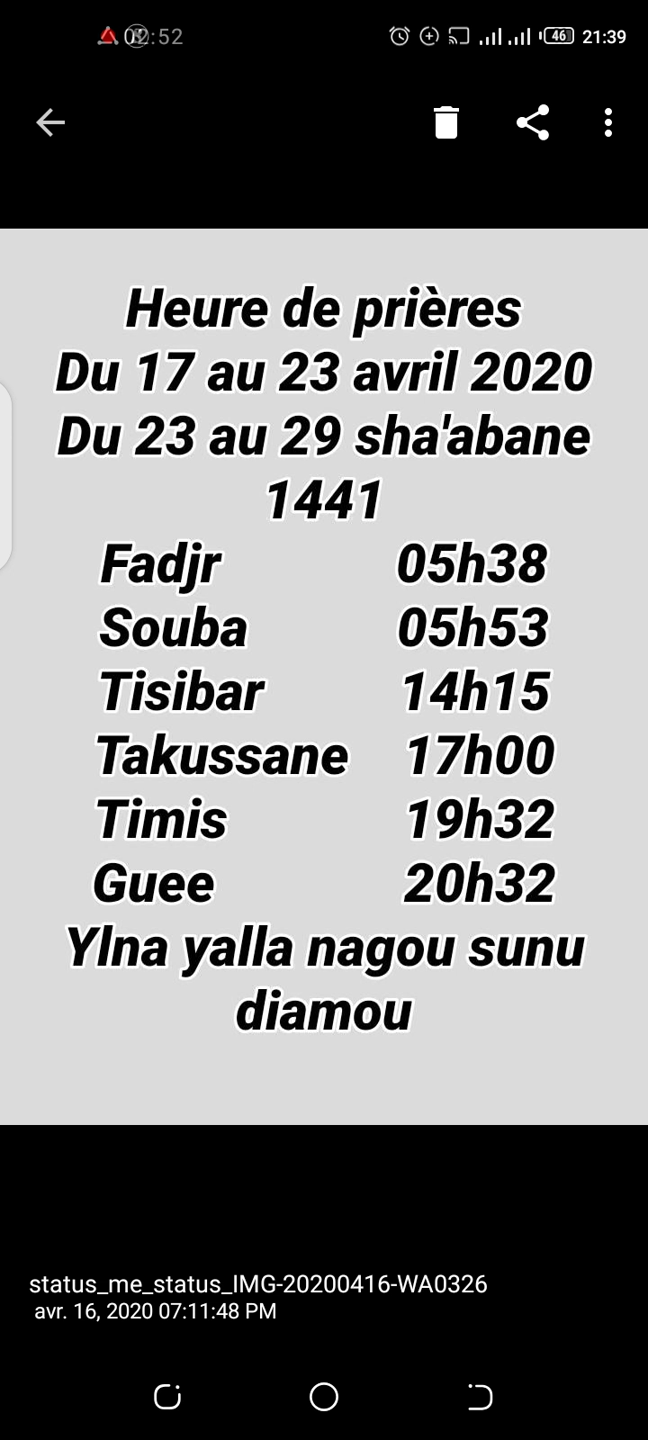 46 21:39
Heure de prières
Du 17 au 23 avril 2020
Du 23 au 29 sha'abane
1441
Fadjr 05h38
Souba 05h53
Tisibar 14h15
Takussane 17h00
Timis 19h32
Guee 20h32
Ylna yalla nagou sunu
diamou
status_me_status_IMG-20200416-WA0326
avr. 16, 2020 07:11:48 PM